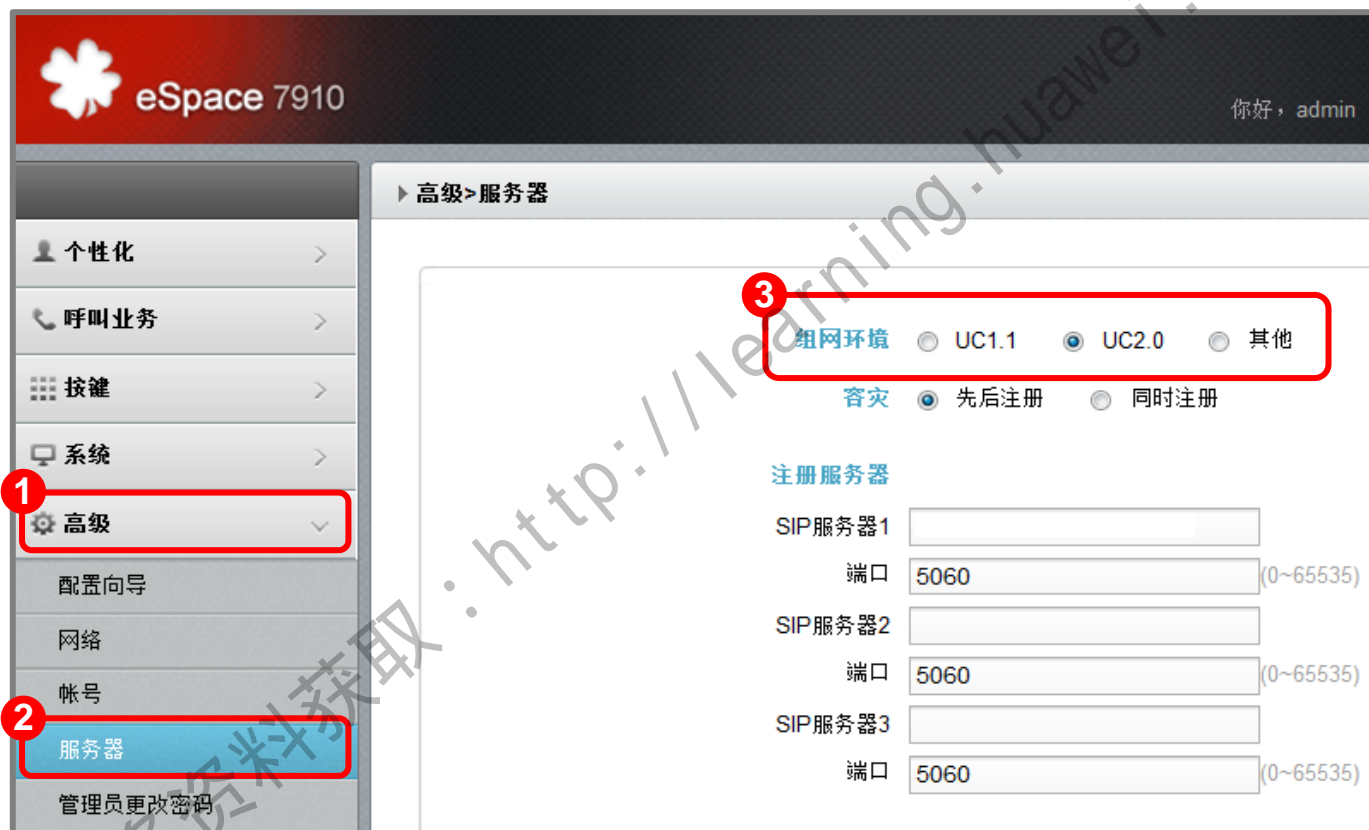 eSpace 7910
你好，admin
高级>服务器
个性化
呼叫业务
按键
系统
1
高级
配置向导
网络
帐号
2
服务器
管理员更改密码
3
组网环境 UC1.1 UC2.0 其他
容灾 先后注册 同时注册
注册服务器
SIP服务器1
端口 5060 (0~65535)
SIP服务器2
端口 5060 (0~65535)
SIP服务器3
端口 5060 (0~65535)
资料获取：http://learning.huawei.